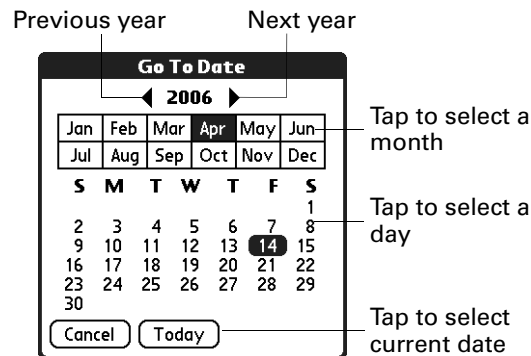 Previous year Next year
Go To Date
2006
Jan Feb Mar Apr May Jun
Tap to select a
month
Jul Aug Sep Oct Nov Dec
S M T W T F S
1
Tap to select a
day
2 3 4 5 6 7 8
9 10 11 12 13 14 15
16 17 18 19 20 21 22
23 24 25 26 27 28 29
30
Cancel Today
Tap to select
current date